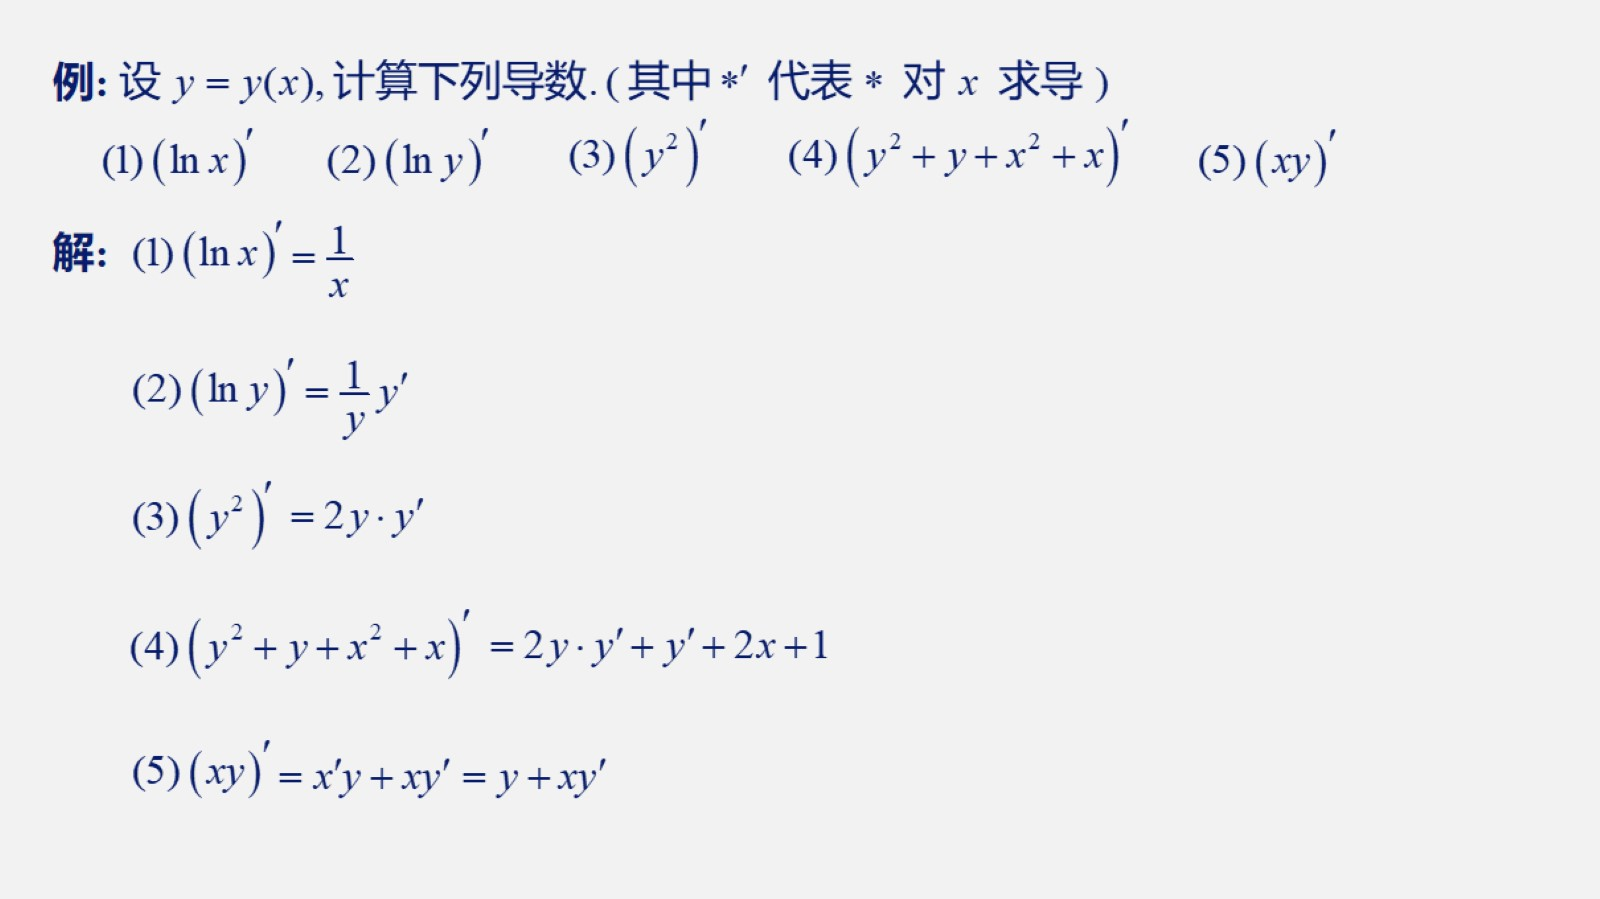 例: 设 y = y(x), 计算下列导数. ( 其中 *′ 代表 * 对 x 求导 )
(1) (ln x)′ (2) (ln y)′ (3) (y²)′ (4) (y² + y + x² + x)′ (5) (xy)′
解: (1) (ln x)′ = 1/x
(2) (ln y)′ = 1/y y′
(3) (y²)′ = 2y · y′
(4) (y² + y + x² + x)′ = 2y · y′ + y′ + 2x + 1
(5) (xy)′ = x′y + xy′ = y + xy′